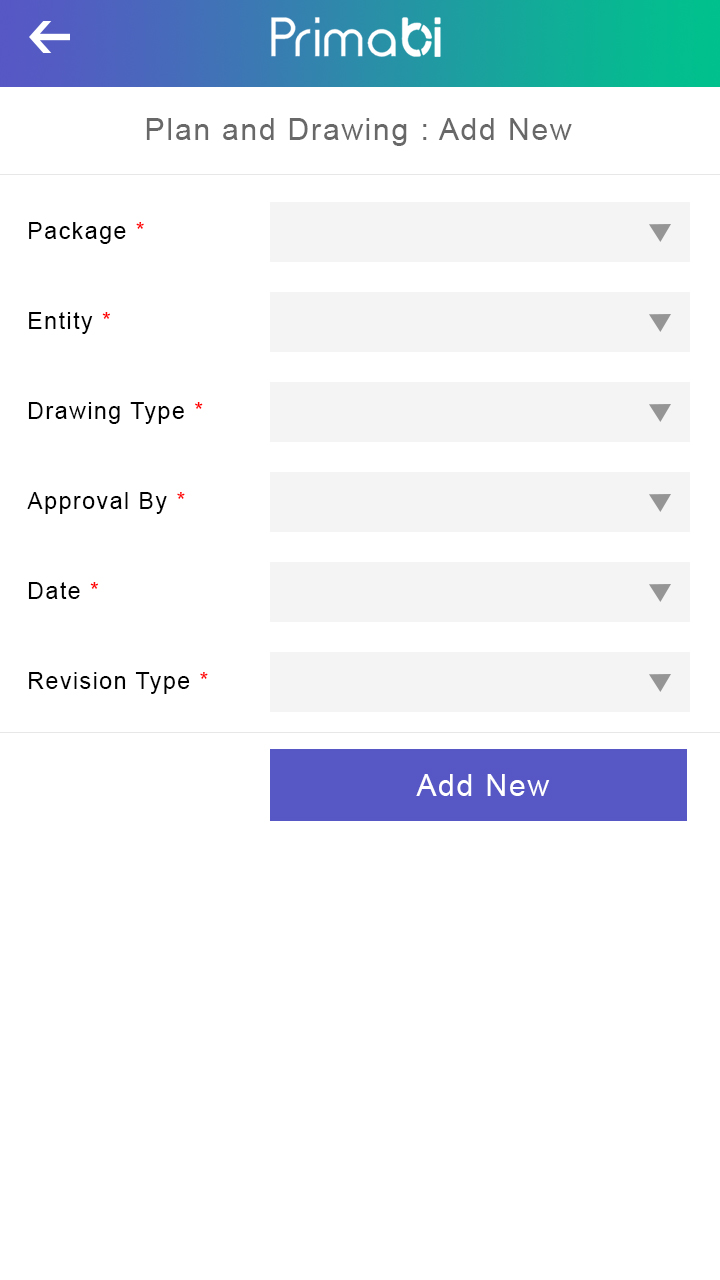 Primabi
Plan and Drawing : Add New
Package *
Entity *
Drawing Type *
Approval By *
Date *
Revision Type *
Add New